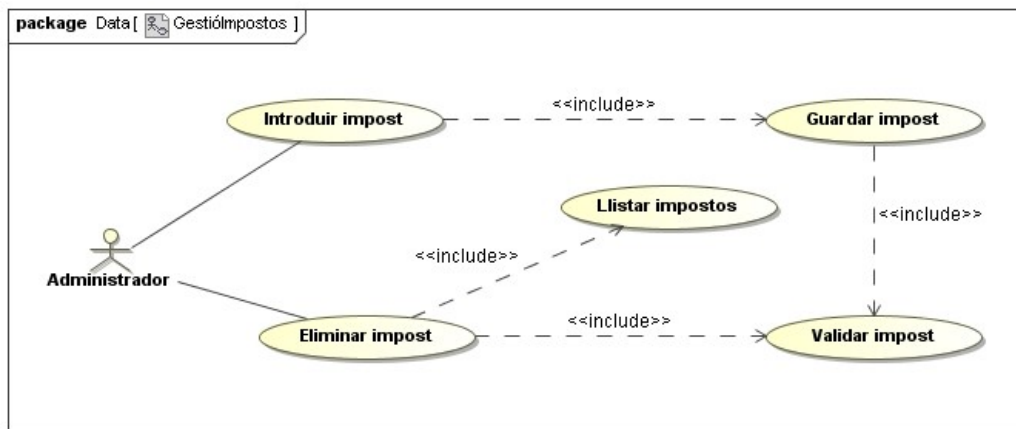 package Data [ GestióImpostos ]
<<include>>
Introduir impost
Guardar impost
Llistar impostos
<<include>>
<<include>>
Administrador
<<include>>
Eliminar impost
Validar impost